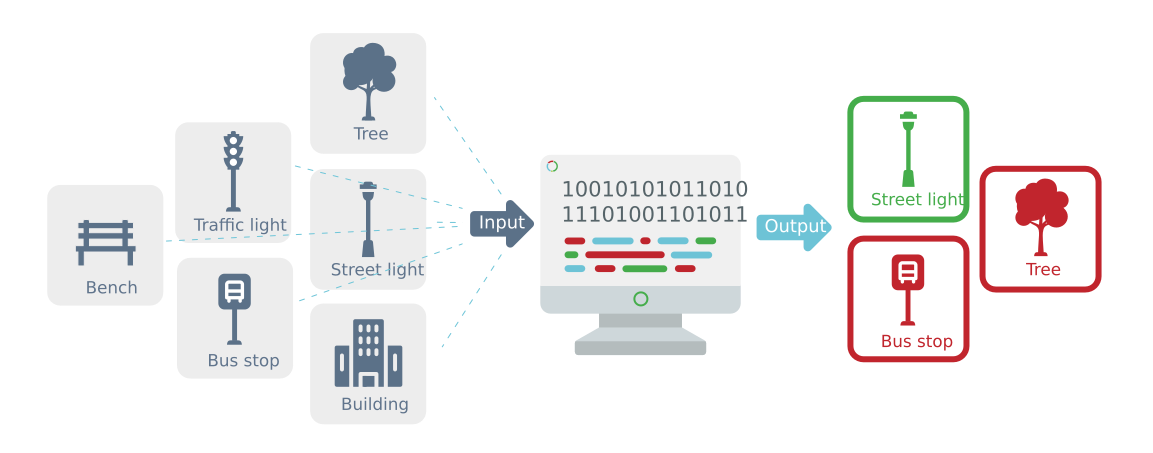 Tree
Traffic light
Street light
Bench
Bus stop
Building
Input
10010101011010
11101001101011
Output
Street light
Tree
Bus stop